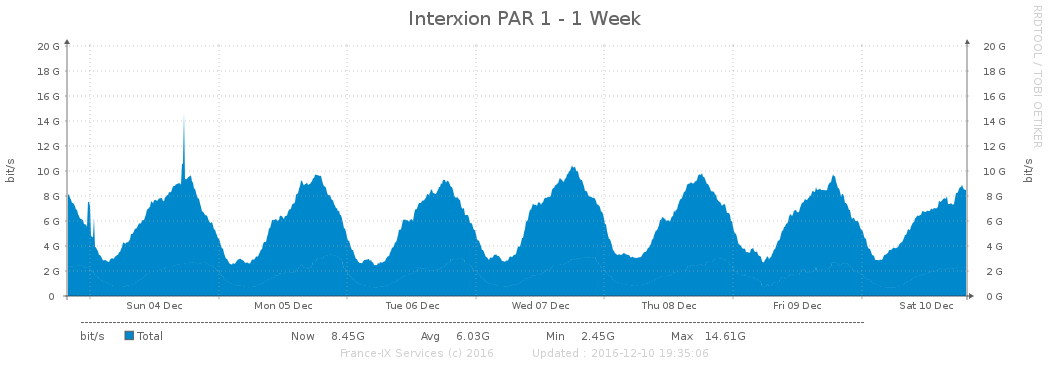 Interxion PAR 1 - 1 Week
RRDTOOL / TOBI OETIKER
bit/s
20 G 20 G
18 G 18 G
16 G 16 G
14 G 14 G
12 G 12 G
10 G 10 G
8 G 8 G
6 G 6 G
4 G 4 G
2 G 2 G
0 0 G
bit/s
Sun 04 Dec Mon 05 Dec Tue 06 Dec Wed 07 Dec Thu 08 Dec Fri 09 Dec Sat 10 Dec
bit/s Total Now 8.45G Avg 6.03G Min 2.45G Max 14.61G
France-IX Services (c) 2016 Updated : 2016-12-10 19:35:06